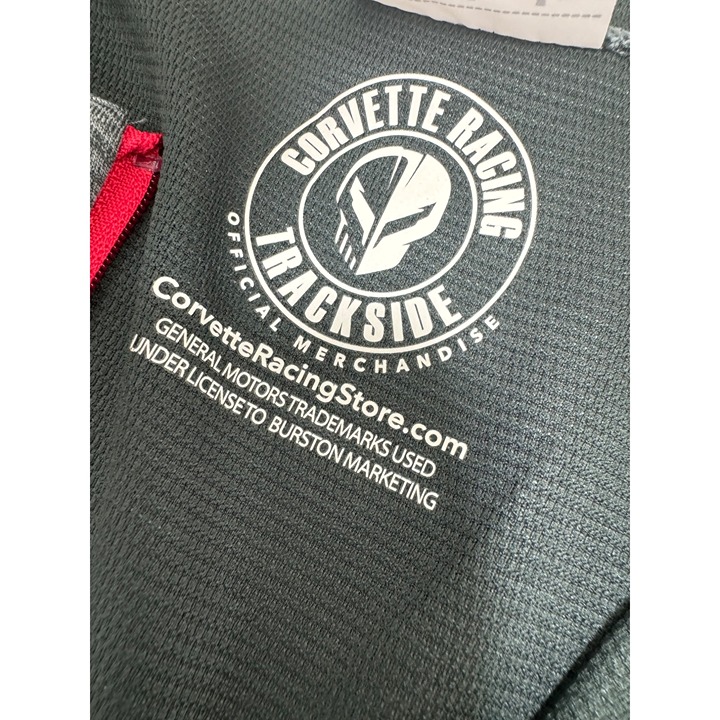 CORVETTE RACING
TRACKSIDE
OFFICIAL MERCHANDISE
CorvetteRacingStore.com
GENERAL MOTORS TRADEMARKS USED
UNDER LICENSE TO BURSTON MARKETING